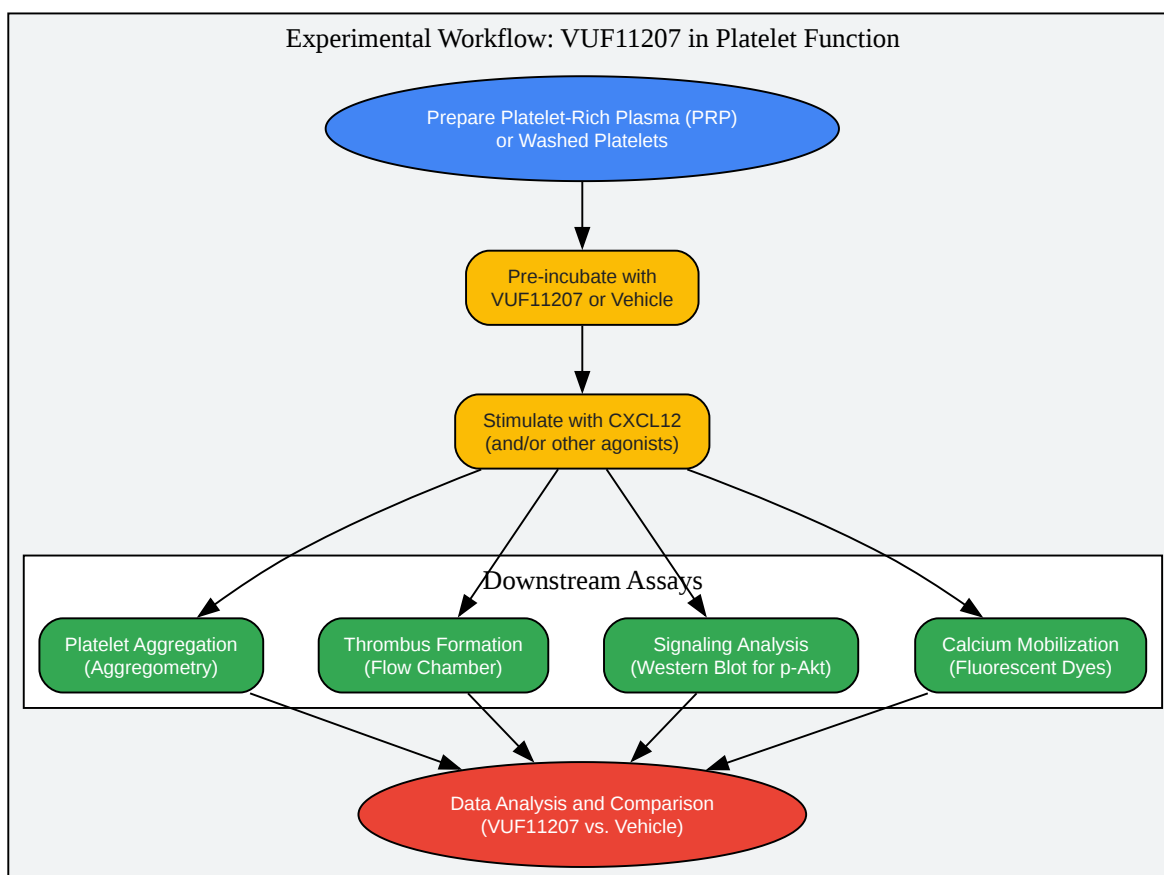 Experimental Workflow: VUF11207 in Platelet Function
Prepare Platelet-Rich Plasma (PRP)
or Washed Platelets
Pre-incubate with
VUF11207 or Vehicle
Stimulate with CXCL12
(and/or other agonists)
Downstream Assays
Platelet Aggregation
(Aggregometry)
Thrombus Formation
(Flow Chamber)
Signaling Analysis
(Western Blot for p-Akt)
Calcium Mobilization
(Fluorescent Dyes)
Data Analysis and Comparison
(VUF11207 vs. Vehicle)